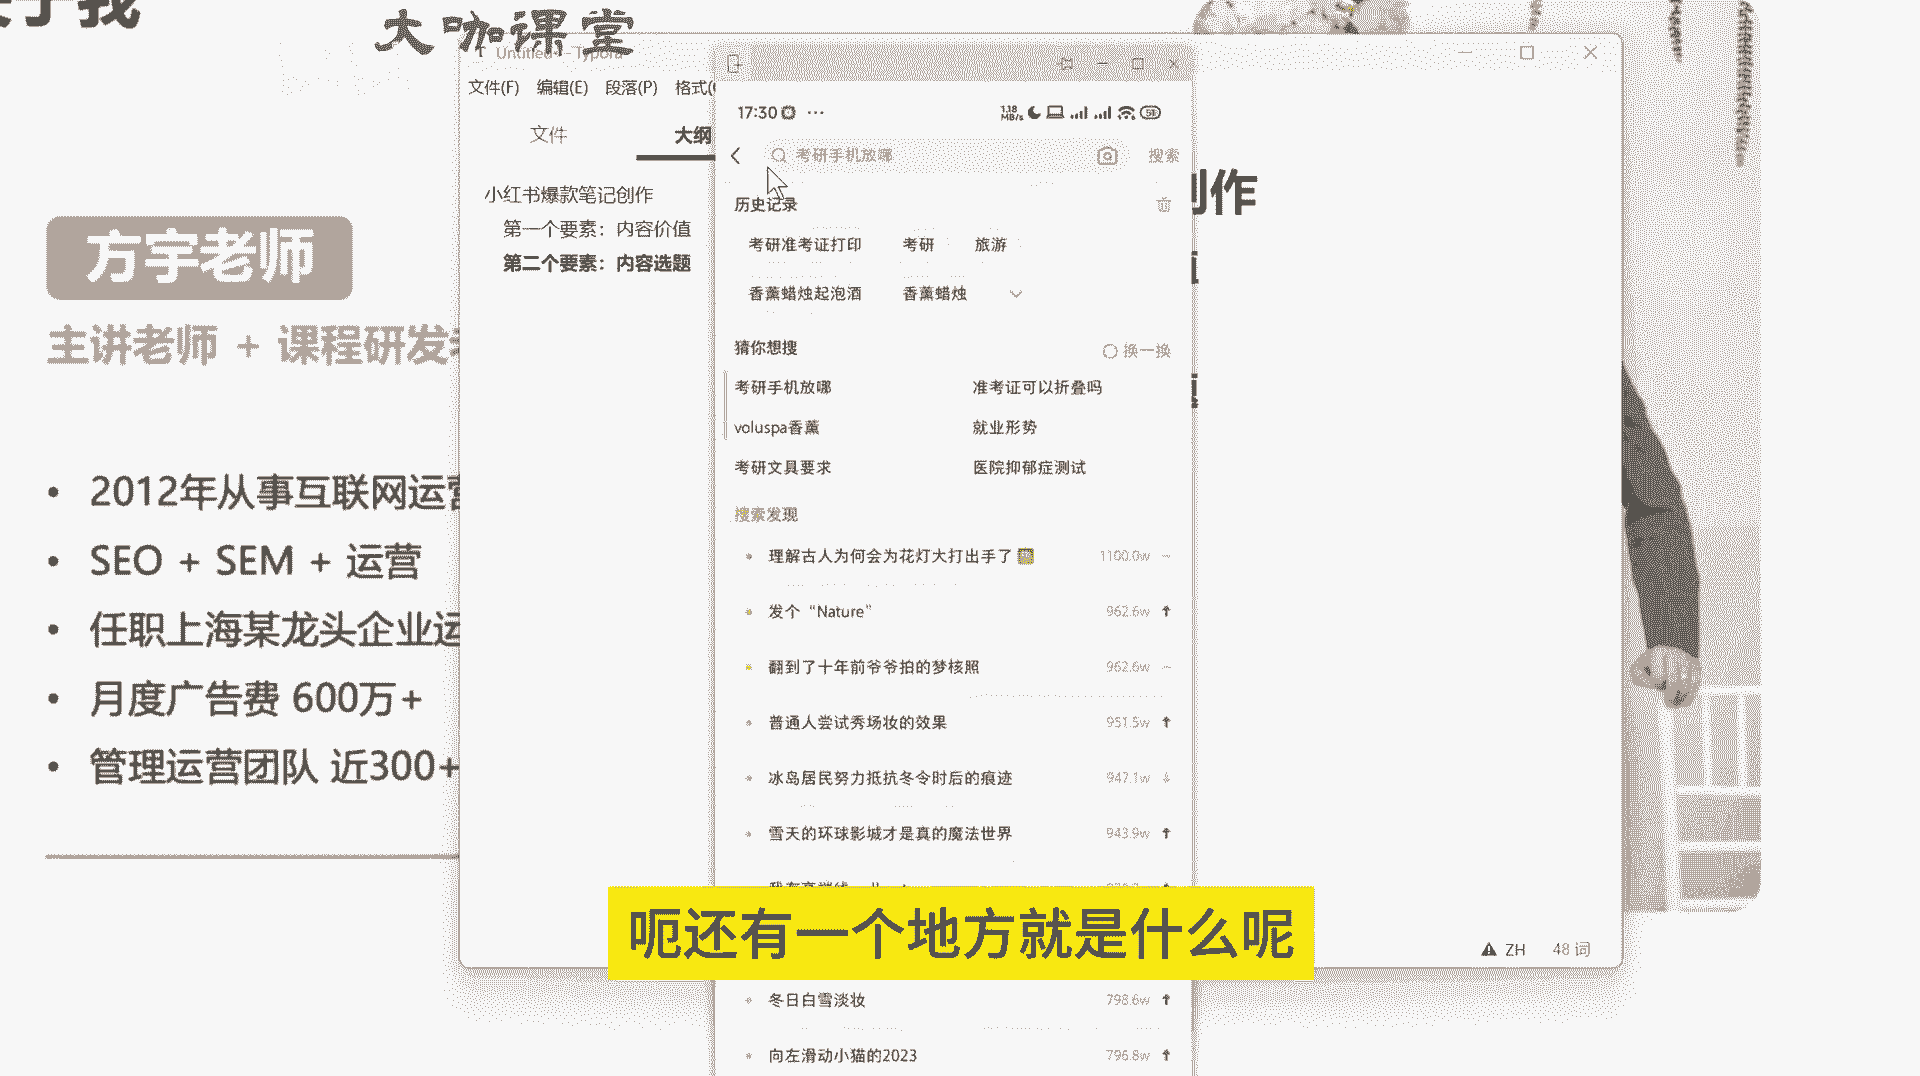 大咖课堂
方宇老师
主讲老师 + 课程研发
2012年从事互联网运营
SEO + SEM + 运营
任职上海某龙头企业运
月度广告费 600万+
管理运营团队 近300+
Untitled - Typora
文件(F) 编辑(E) 段落(P) 格式(
文件 大纲
小红书爆款笔记创作
第一个要素：内容价值
第二个要素：内容选题
创作
17:30 ···
1.18 MB/s
考研手机放哪 搜索
历史记录
考研准考证打印 考研 旅游
香薰蜡烛起泡酒 香薰蜡烛
猜你想搜 换一换
考研手机放哪 准考证可以折叠吗
voluspa香薰 就业形势
考研文具要求 医院抑郁症测试
搜索发现
理解古人为何会为花灯大打出手了 1100.0w
发个“Nature” 962.6w
翻到了十年前爷爷拍的梦核照 962.6w
普通人尝试秀场妆的效果 951.5w
冰岛居民努力抵抗冬令时后的痕迹 947.1w
雪天的环球影城才是真的魔法世界 943.9w
呃还有一个地方就是什么呢
ZH 48 词
冬日白雪淡妆 798.6w
向左滑动小猫的2023 796.8w